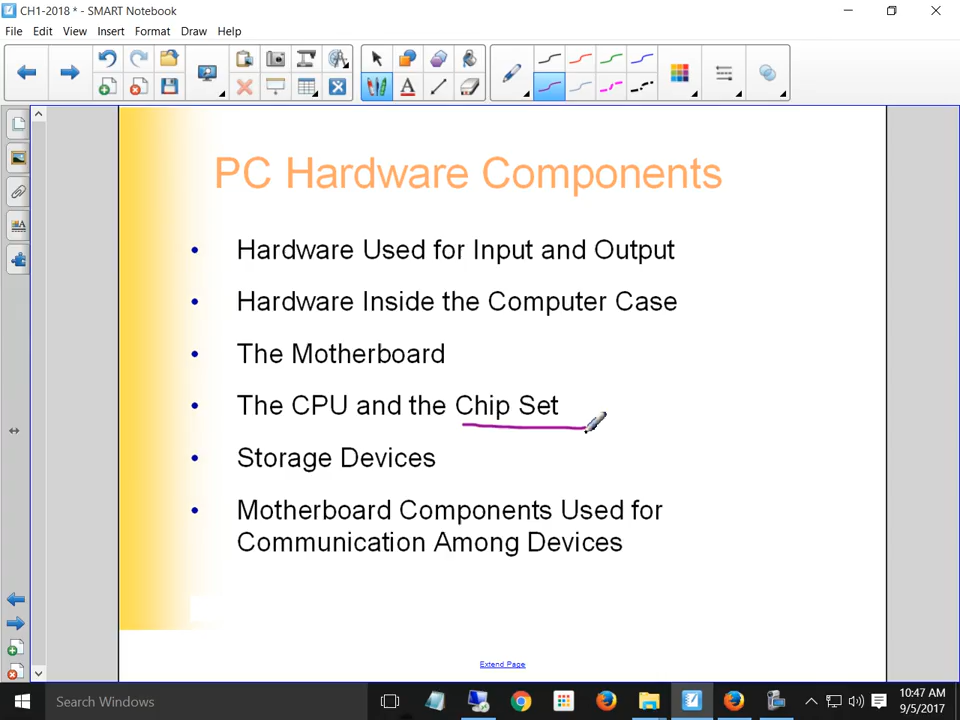 CH1-2018 * - SMART Notebook
File Edit View Insert Format Draw Help
PC Hardware Components
• Hardware Used for Input and Output
• Hardware Inside the Computer Case
• The Motherboard
• The CPU and the Chip Set
• Storage Devices
• Motherboard Components Used for
Communication Among Devices
Extend Page
Search Windows
10:47 AM
9/5/2017